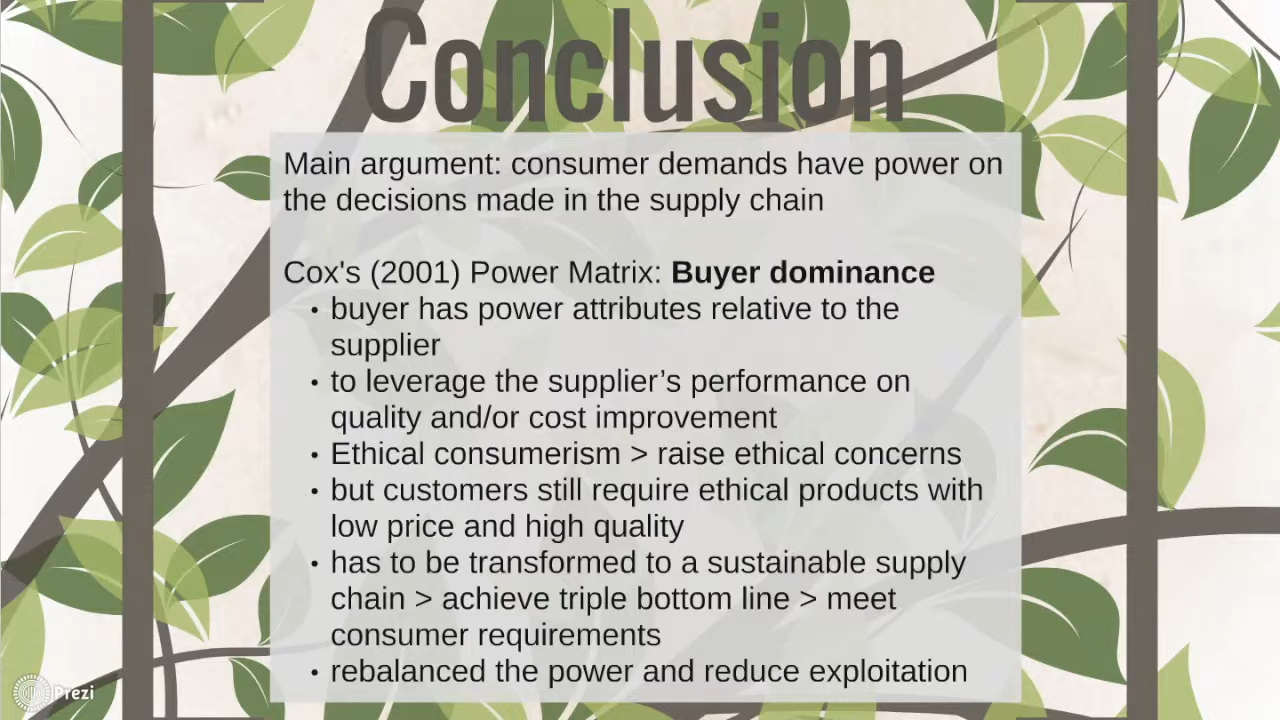 Conclusion
Main argument: consumer demands have power on
the decisions made in the supply chain
Cox's (2001) Power Matrix: Buyer dominance
• buyer has power attributes relative to the
supplier
• to leverage the supplier’s performance on
quality and/or cost improvement
• Ethical consumerism > raise ethical concerns
• but customers still require ethical products with
low price and high quality
• has to be transformed to a sustainable supply
chain > achieve triple bottom line > meet
consumer requirements
• rebalanced the power and reduce exploitation
Prezi